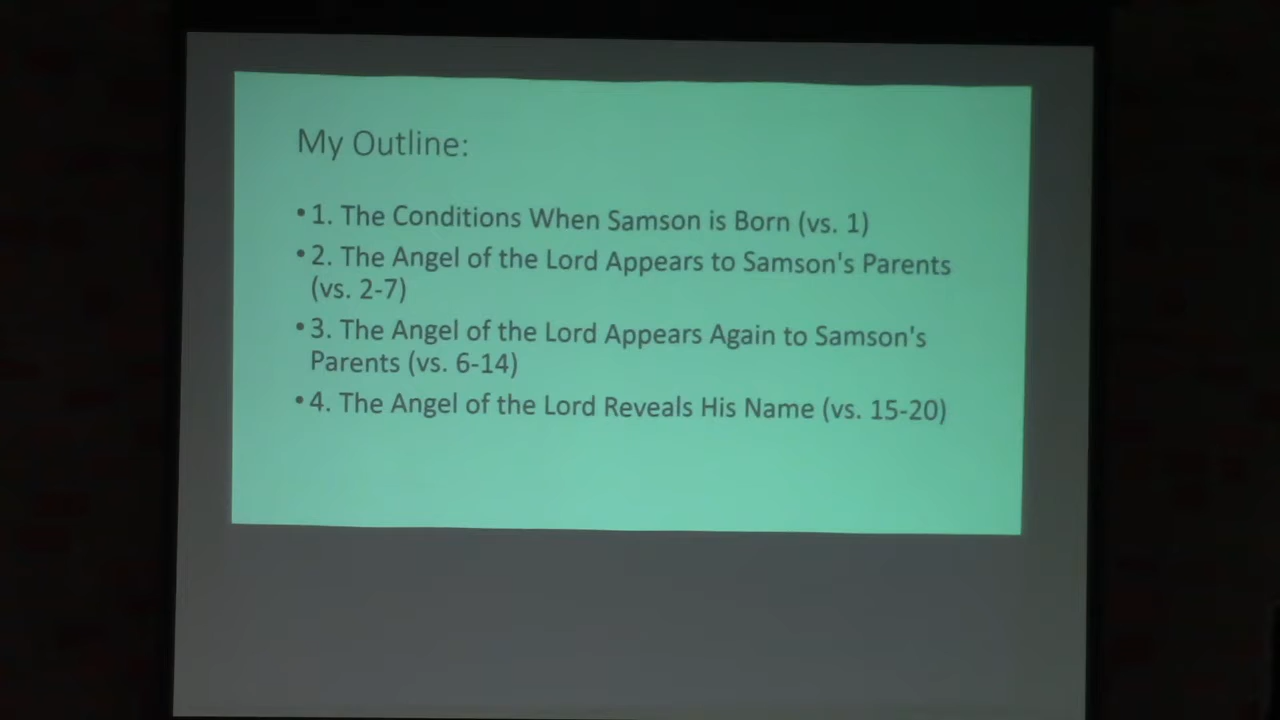 My Outline:
• 1. The Conditions When Samson is Born (vs. 1)
• 2. The Angel of the Lord Appears to Samson's Parents
(vs. 2-7)
• 3. The Angel of the Lord Appears Again to Samson's
Parents (vs. 6-14)
• 4. The Angel of the Lord Reveals His Name (vs. 15-20)